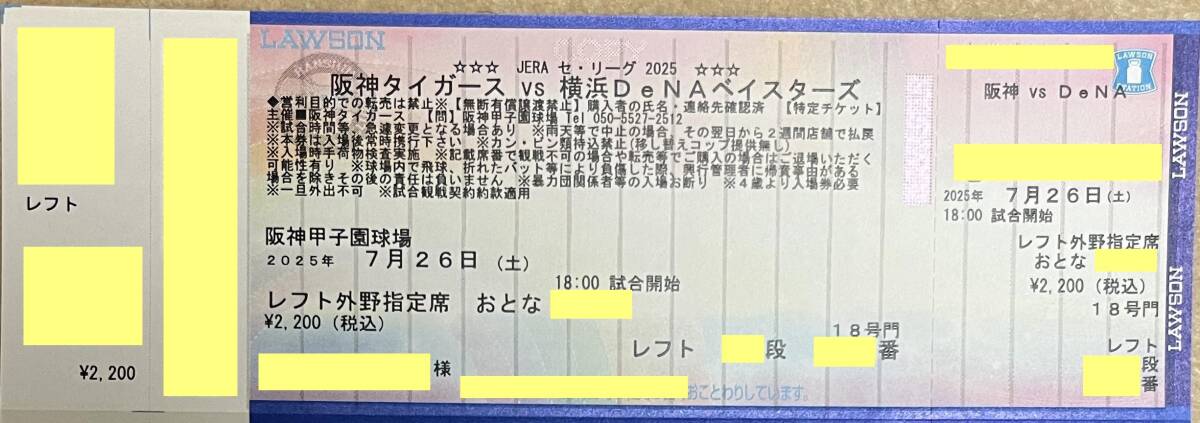 レフト
¥2,200
LAWSON
☆☆☆ JERA セ・リーグ 2025 ☆☆☆
阪神タイガース vs 横浜DeNAベイスターズ
◆営利目的での転売は禁止※【無断有償譲渡禁止】購入者の氏名・連絡先確認済 【特定チケット】
主催■阪神タイガース 【問】阪神甲子園球場 Tel 050-5527-2512
※試合時間等、急遽変更となる場合あり ※雨天等で中止の場合、その翌日から2週間店舗で払戻
※本券は入場後常時携行下さい ※カン・ビン類持込禁止(移し替えコップ提供無し)
※入場時手荷物検査実施 ※記載席番で観戦不可の場合や転売等でご購入の場合はご退場いただく
可能性有り ※球場内で飛球、折れたバット等により負傷した際、興行管理者に帰責事由がある
場合を除きその後の責任は負いません ※暴力団関係者等の入場お断り ※4歳より入場券必要
※一旦外出不可 ※試合観戦契約約款適用
阪神甲子園球場
2025年 7月26日 (土)
18:00 試合開始
レフト外野指定席 おとな
¥2,200 (税込)
18号門
レフト 段 番
様
おことわりしています。
LAWSON
STATION
阪神 vs DeNA
2025年 7月26日(土)
18:00 試合開始
レフト外野指定席
おとな
¥2,200(税込)
18号門
レフト
段
番
LAWSON
LAWSON